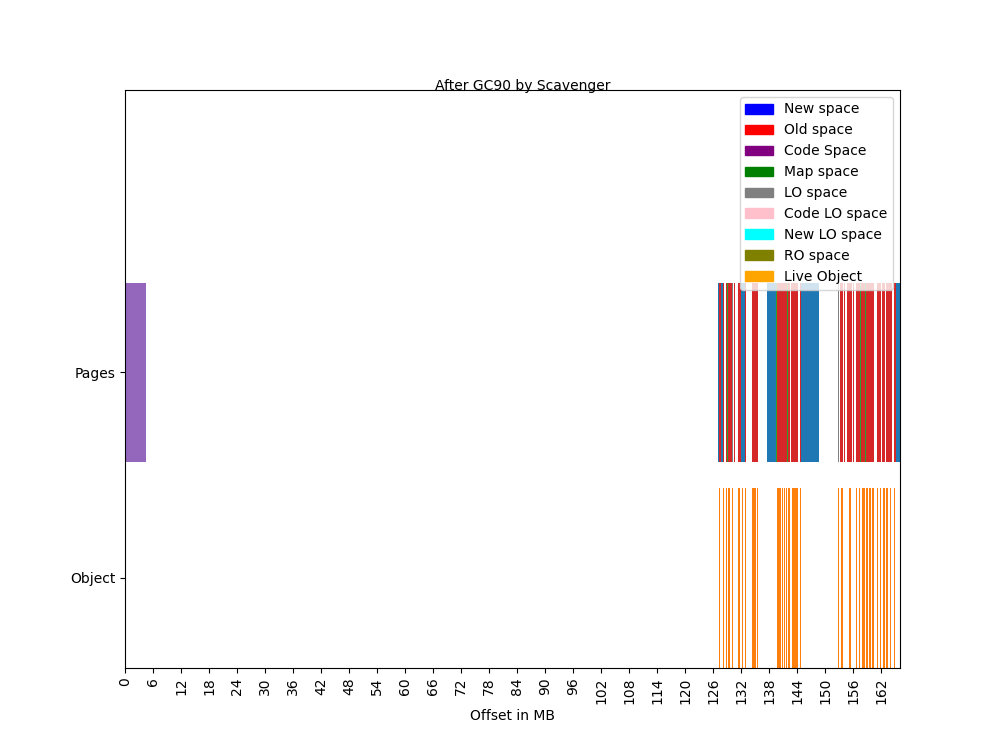 After GC90 by Scavenger
New space
Old space
Code Space
Map space
LO space
Code LO space
New LO space
RO space
Live Object
Pages
Object
0 6 12 18 24 30 36 42 48 54 60 66 72 78 84 90 96 102 108 114 120 126 132 138 144 150 156 162
Offset in MB